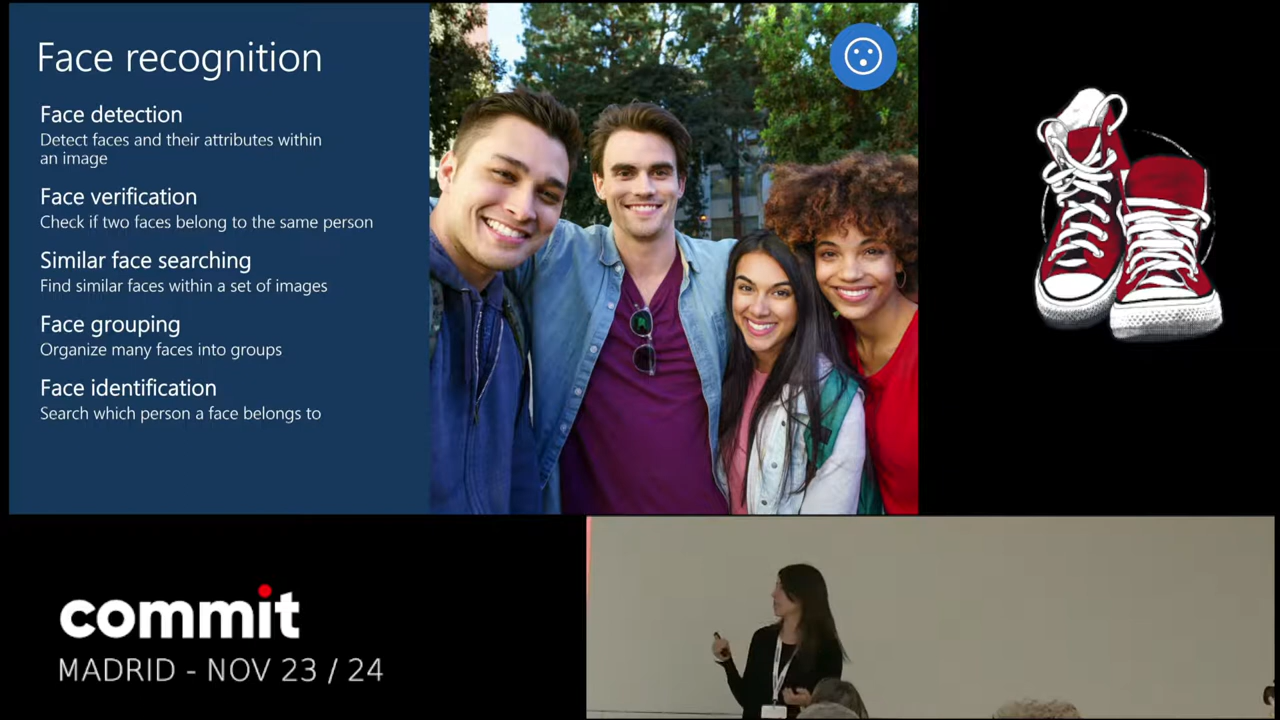 Face recognition
Face detection
Detect faces and their attributes within
an image
Face verification
Check if two faces belong to the same person
Similar face searching
Find similar faces within a set of images
Face grouping
Organize many faces into groups
Face identification
Search which person a face belongs to
commit
MADRID - NOV 23 / 24